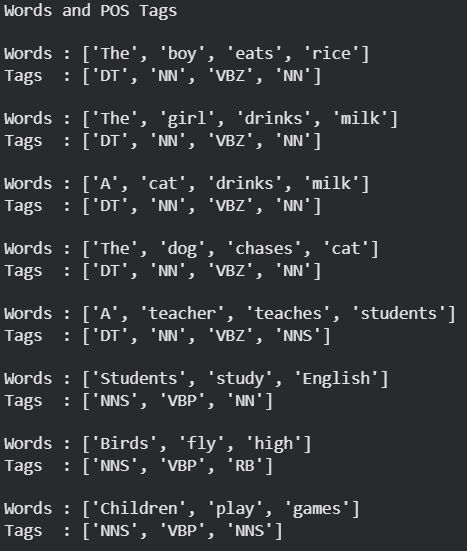 Words and POS Tags
Words : ['The', 'boy', 'eats', 'rice']
Tags  : ['DT', 'NN', 'VBZ', 'NN']
Words : ['The', 'girl', 'drinks', 'milk']
Tags  : ['DT', 'NN', 'VBZ', 'NN']
Words : ['A', 'cat', 'drinks', 'milk']
Tags  : ['DT', 'NN', 'VBZ', 'NN']
Words : ['The', 'dog', 'chases', 'cat']
Tags  : ['DT', 'NN', 'VBZ', 'NN']
Words : ['A', 'teacher', 'teaches', 'students']
Tags  : ['DT', 'NN', 'VBZ', 'NNS']
Words : ['Students', 'study', 'English']
Tags  : ['NNS', 'VBP', 'NN']
Words : ['Birds', 'fly', 'high']
Tags  : ['NNS', 'VBP', 'RB']
Words : ['Children', 'play', 'games']
Tags  : ['NNS', 'VBP', 'NNS']